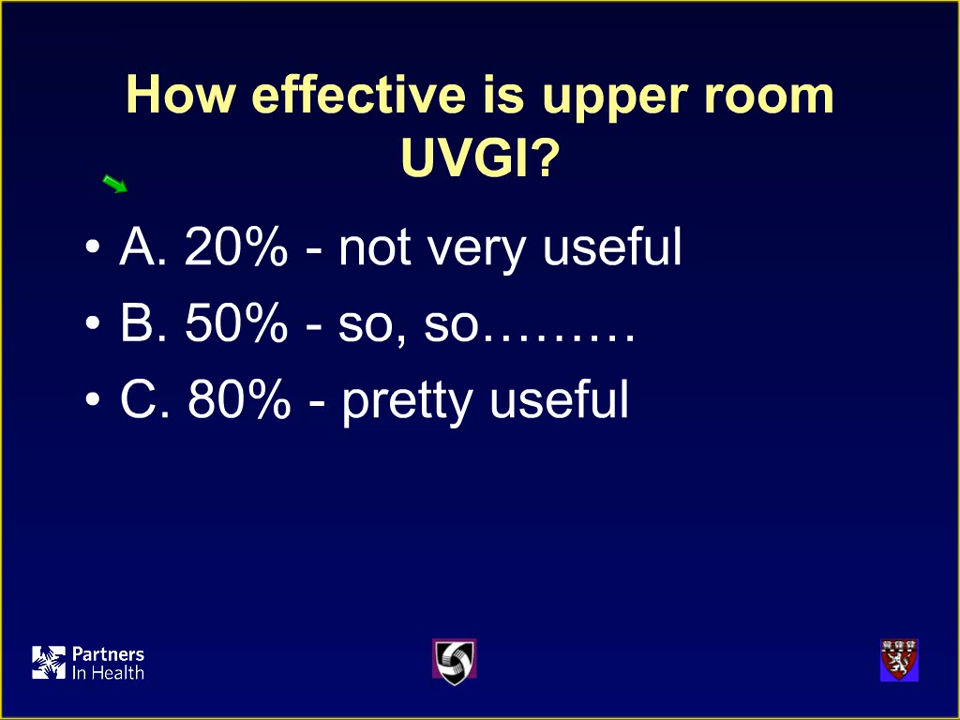 How effective is upper room
UVGI?
• A. 20% - not very useful
• B. 50% - so, so………
• C. 80% - pretty useful
Partners
In Health